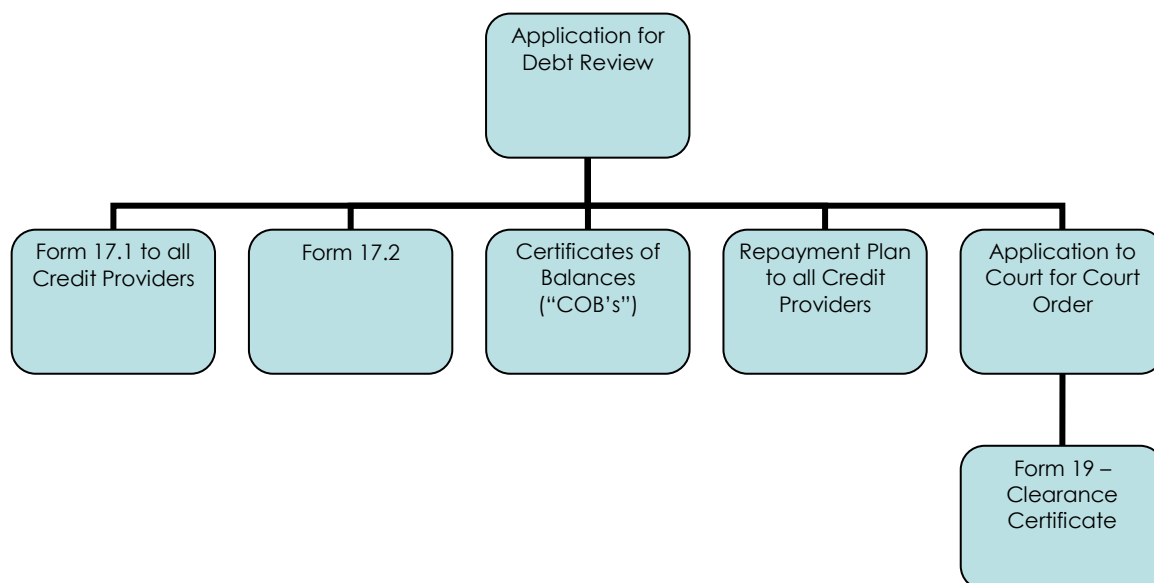 Application for
Debt Review
Form 17.1 to all
Credit Providers
Form 17.2
Certificates of
Balances
(“COB’s”)
Repayment Plan
to all Credit
Providers
Application to
Court for Court
Order
Form 19 –
Clearance
Certificate